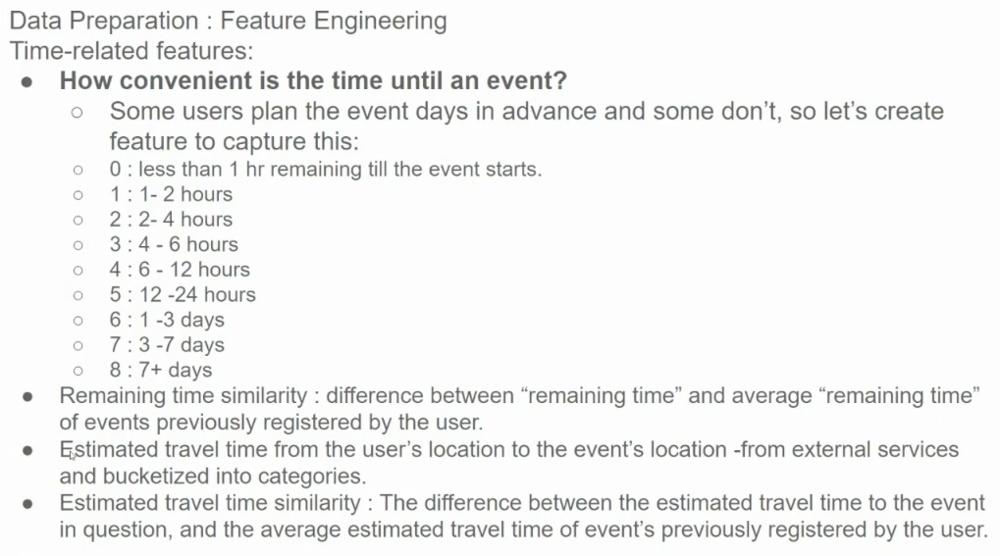 Data Preparation : Feature Engineering
Time-related features:
● How convenient is the time until an event?
○ Some users plan the event days in advance and some don't, so let's create
feature to capture this:
○ 0 : less than 1 hr remaining till the event starts.
○ 1 : 1- 2 hours
○ 2 : 2- 4 hours
○ 3 : 4 - 6 hours
○ 4 : 6 - 12 hours
○ 5 : 12 -24 hours
○ 6 : 1 -3 days
○ 7 : 3 -7 days
○ 8 : 7+ days
● Remaining time similarity : difference between “remaining time” and average “remaining time”
of events previously registered by the user.
● Estimated travel time from the user's location to the event's location -from external services
and bucketized into categories.
● Estimated travel time similarity : The difference between the estimated travel time to the event
in question, and the average estimated travel time of event's previously registered by the user.